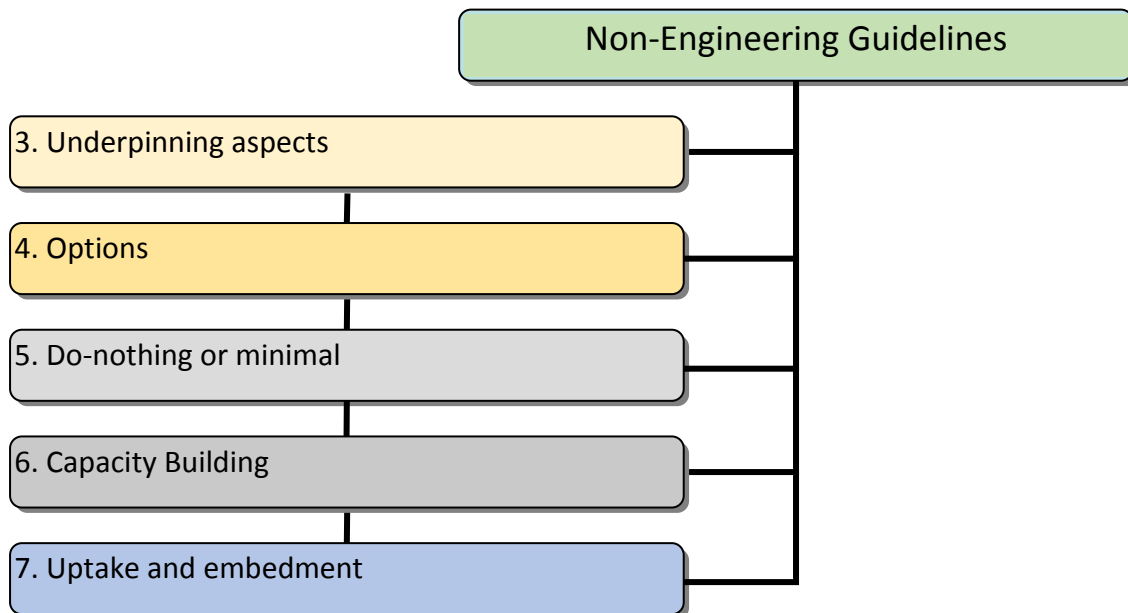 Non-Engineering Guidelines
3. Underpinning aspects
4. Options
5. Do-nothing or minimal
6. Capacity Building
7. Uptake and embedment